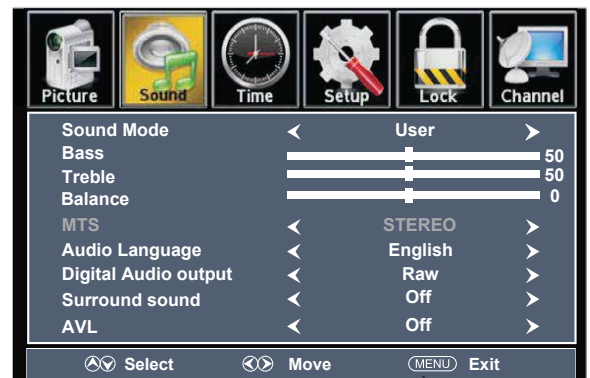 Picture Sound Time Setup Lock Channel
Sound Mode User
Bass 50
Treble 50
Balance 0
MTS STEREO
Audio Language English
Digital Audio output Raw
Surround sound Off
AVL Off
Select Move MENU Exit